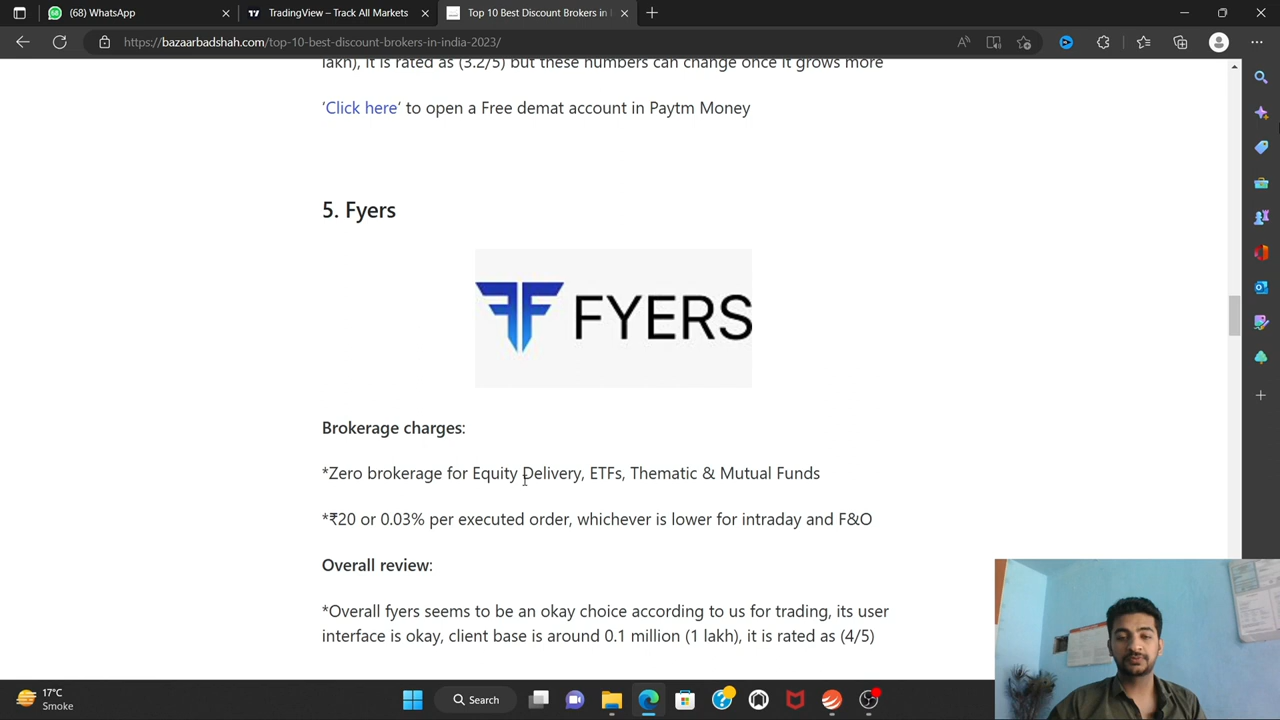 (68) WhatsApp
TradingView – Track All Markets
Top 10 Best Discount Brokers in
https://bazaarbadshah.com/top-10-best-discount-brokers-in-india-2023/
lakh), it is rated as (3.2/5) but these numbers can change once it grows more
'Click here' to open a Free demat account in Paytm Money
5. Fyers
FYERS
Brokerage charges:
*Zero brokerage for Equity Delivery, ETFs, Thematic & Mutual Funds
*₹20 or 0.03% per executed order, whichever is lower for intraday and F&O
Overall review:
*Overall fyers seems to be an okay choice according to us for trading, its user
interface is okay, client base is around 0.1 million (1 lakh), it is rated as (4/5)
17°C
Smoke
Search